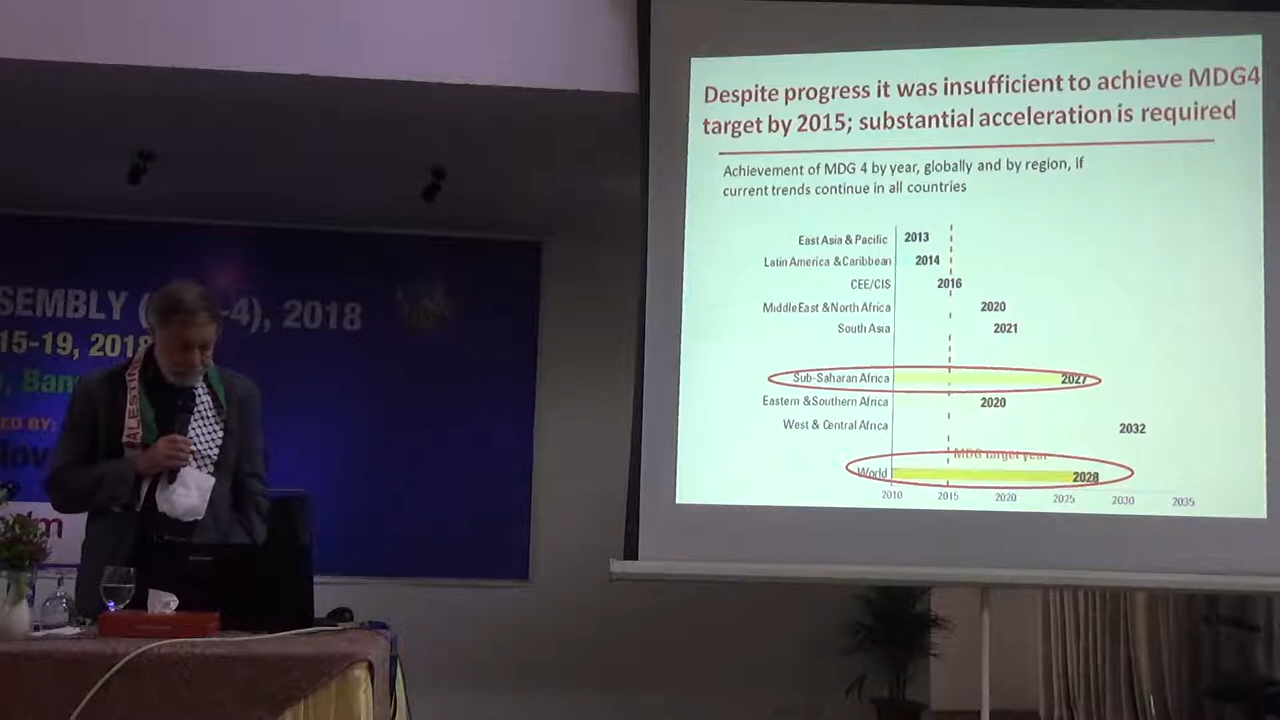 SEMBLY ( -4), 2018
15-19, 2018
, Ban
ED BY:
PALESTINE
dm
Despite progress it was insufficient to achieve MDG4
target by 2015; substantial acceleration is required
Achievement of MDG 4 by year, globally and by region, if
current trends continue in all countries
East Asia & Pacific 2013
Latin America & Caribbean 2014
CEE/CIS 2016
Middle East & North Africa 2020
South Asia 2021
Sub-Saharan Africa 2027
Eastern & Southern Africa 2020
West & Central Africa 2032
MDG target year
World 2028
2010 2015 2020 2025 2030 2035